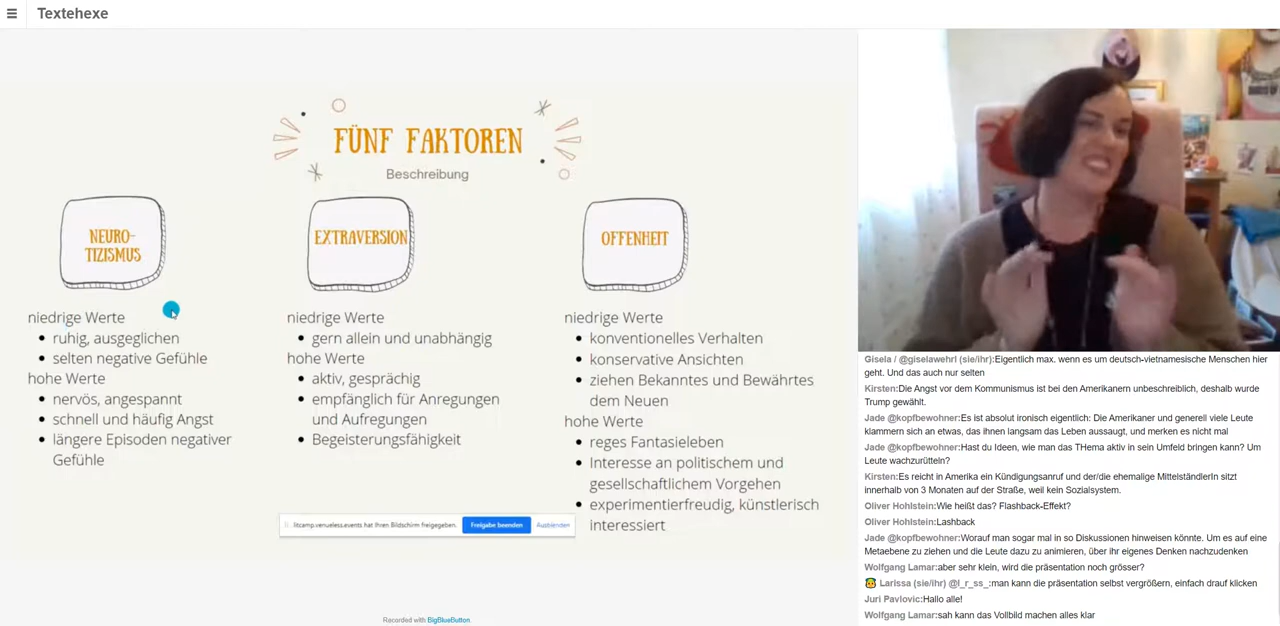 Textehexe
FÜNF FAKTOREN
Beschreibung
NEURO-
TIZISMUS
niedrige Werte
ruhig, ausgeglichen
selten negative Gefühle
hohe Werte
nervös, angespannt
schnell und häufig Angst
längere Episoden negativer
Gefühle
EXTRAVERSION
niedrige Werte
gern allein und unabhängig
hohe Werte
aktiv, gesprächig
empfänglich für Anregungen
und Aufregungen
Begeisterungsfähigkeit
OFFENHEIT
niedrige Werte
konventionelles Verhalten
konservative Ansichten
ziehen Bekanntes und Bewährtes
dem Neuen
hohe Werte
reges Fantasieleben
Interesse an politischem und
gesellschaftlichem Vorgehen
experimentierfreudig, künstlerisch
interessiert
litcamp.venueless.events hat Ihren Bildschirm freigegeben.
Freigabe beenden
Ausblenden
Recorded with BigBlueButton.
Gisela / @giselawehrl (sie/ihr):Eigentlich max. wenn es um deutsch-vietnamesische Menschen hier
geht. Und das auch nur selten
Kirsten:Die Angst vor dem Kommunismus ist bei den Amerikanern unbeschreiblich, deshalb wurde
Trump gewählt.
Jade @kopfbewohner:Es ist absolut ironisch eigentlich: Die Amerikaner und generell viele Leute
klammern sich an etwas, das ihnen langsam das Leben aussaugt, und merken es nicht mal
Jade @kopfbewohner:Hast du Ideen, wie man das THema aktiv in sein Umfeld bringen kann? Um
Leute wachzurütteln?
Kirsten:Es reicht in Amerika ein Kündigungsanruf und der/die ehemalige MittelständlerIn sitzt
innerhalb von 3 Monaten auf der Straße, weil kein Sozialsystem.
Oliver Hohlstein:Wie heißt das? Flashback-Effekt?
Oliver Hohlstein:Lashback
Jade @kopfbewohner:Worauf man sogar mal in so Diskussionen hinweisen könnte. Um es auf eine
Metaebene zu ziehen und die Leute dazu zu animieren, über ihr eigenes Denken nachzudenken
Wolfgang Lamar:aber sehr klein, wird die präsentation noch grösser?
Larissa (sie/ihr) @l_r_ss_:man kann die präsentation selbst vergrößern, einfach drauf klicken
Juri Pavlovic:Hallo alle!
Wolfgang Lamar:sah kann das Vollbild machen alles klar